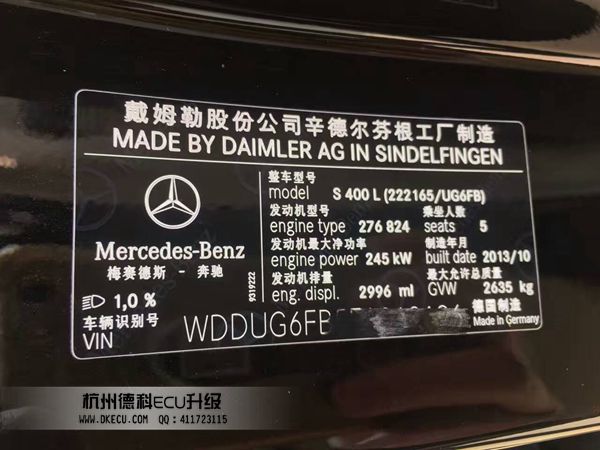 戴姆勒股份公司辛德尔芬根工厂制造
MADE BY DAIMLER AG IN SINDELFINGEN
Mercedes-Benz
梅赛德斯 - 奔驰
1,0 %
9319222
整车型号
model S 400 L (222165/UG6FB)
发动机型号 乘坐人数
engine type 276 824 seats 5
发动机最大净功率 制造年月
engine power 245 kW built date 2013/10
发动机排量 最大允许总质量
eng. displ. 2996 ml GVW 2635 kg
车辆识别号
VIN WDDUG6FB
德国制造
Made in Germany
杭州德科ECU升级
WWW.DKECU.COM QQ:411723115